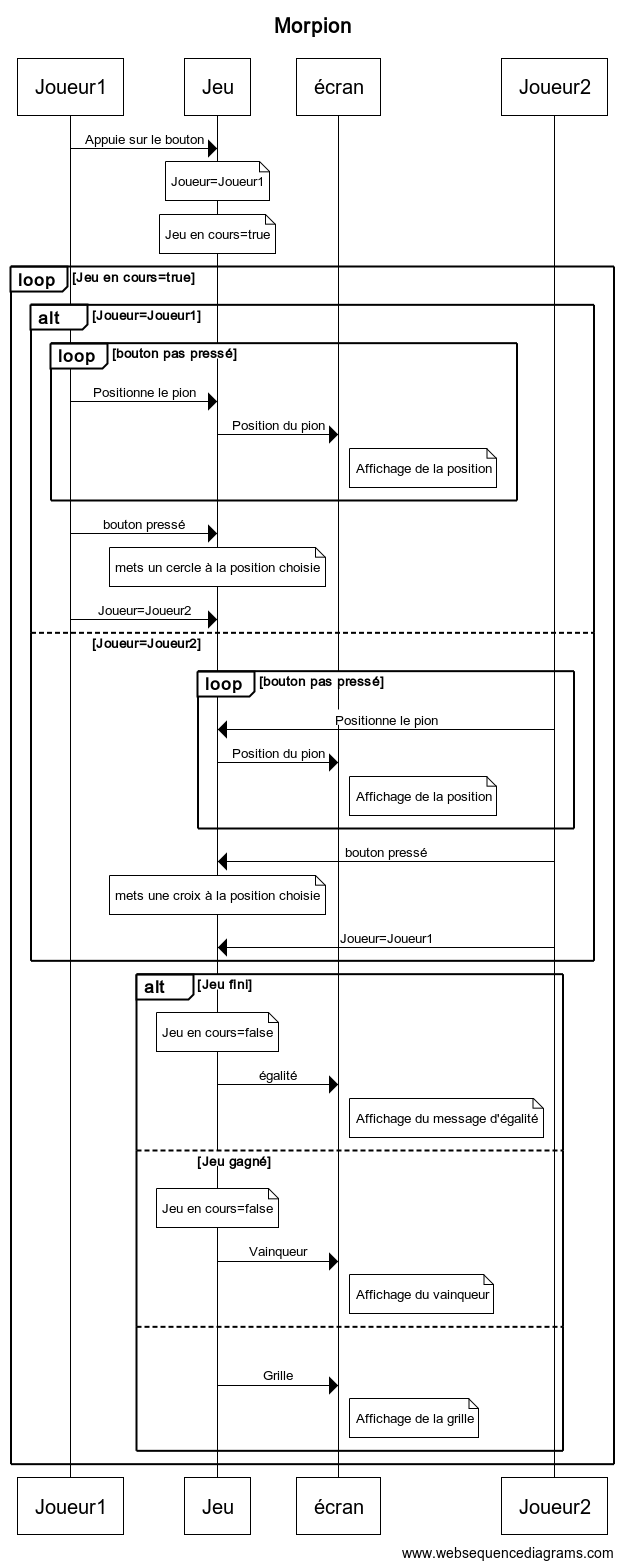 Morpion
Joueur1 Jeu écran Joueur2
Appuie sur le bouton
Joueur=Joueur1
Jeu en cours=true
loop [Jeu en cours=true]
alt [Joueur=Joueur1]
loop [bouton pas pressé]
Positionne le pion
Position du pion
Affichage de la position
bouton pressé
mets un cercle à la position choisie
Joueur=Joueur2
[Joueur=Joueur2]
loop [bouton pas pressé]
Positionne le pion
Position du pion
Affichage de la position
bouton pressé
mets une croix à la position choisie
Joueur=Joueur1
alt [Jeu fini]
Jeu en cours=false
égalité
Affichage du message d'égalité
[Jeu gagné]
Jeu en cours=false
Vainqueur
Affichage du vainqueur
Grille
Affichage de la grille
Joueur1 Jeu écran Joueur2
www.websequencediagrams.com